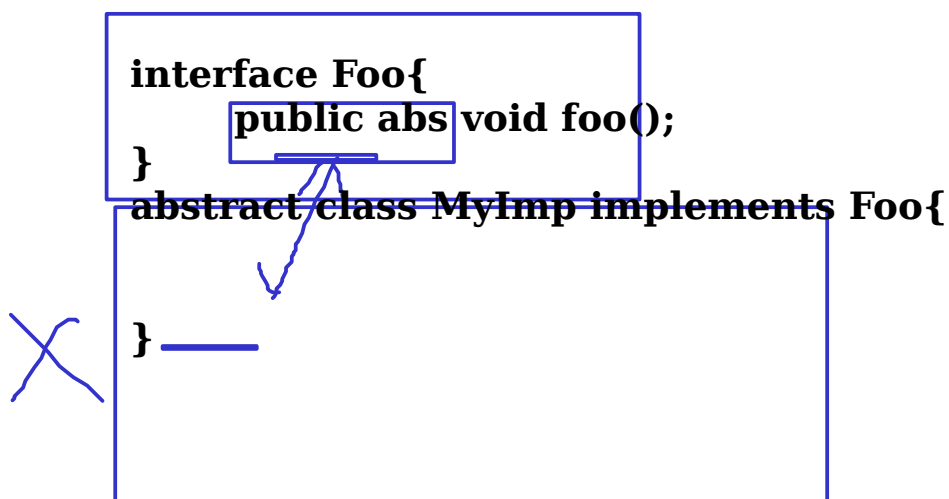 interface Foo{
public abs void foo();
}
abstract class MyImp implements Foo{
}